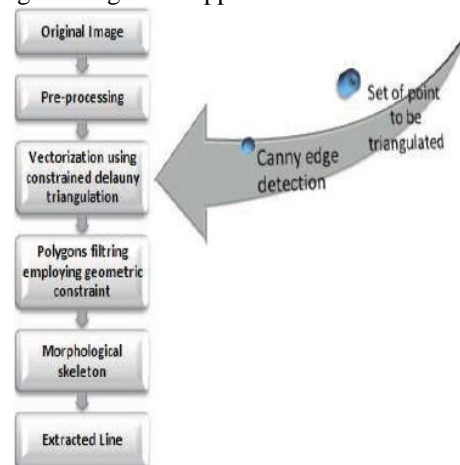 Original Image
Pre-processing
Vectorization using
constrained delauny
triangulation
Polygons filtring
employing geometric
constraint
Morphological
skeleton
Extracted Line
Set of point
to be
triangulated
Canny edge
detection